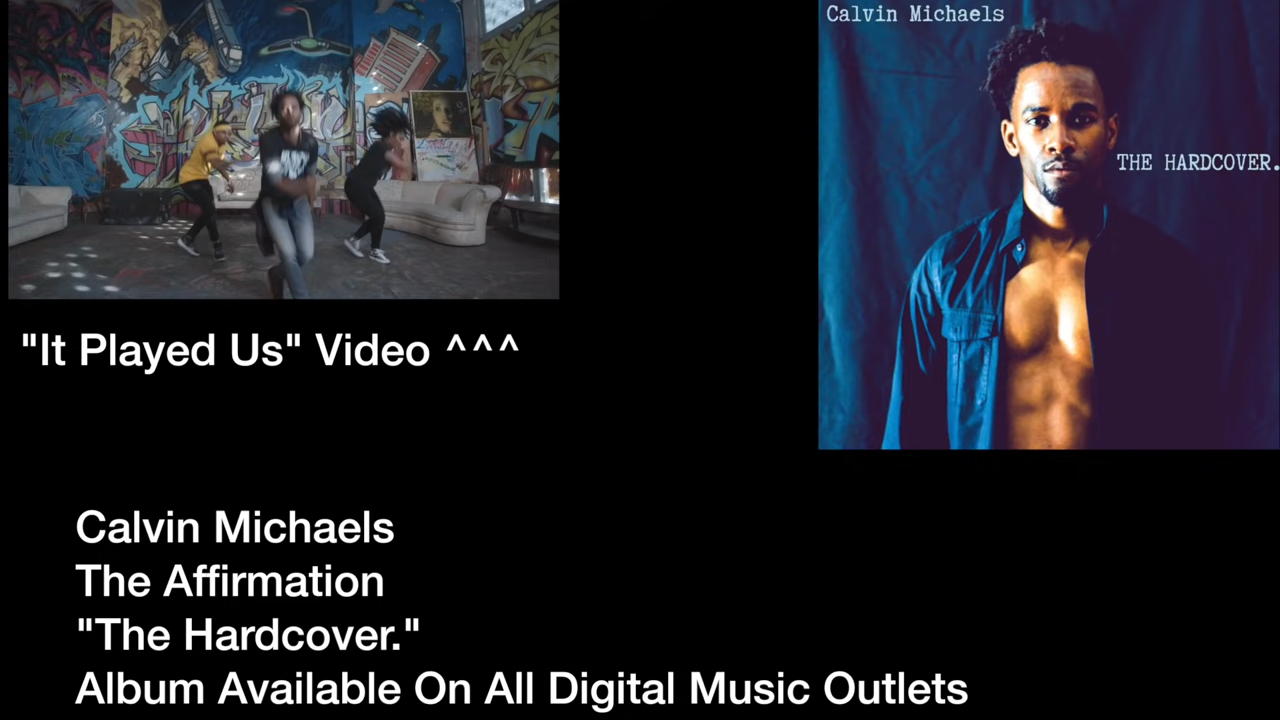 Calvin Michaels
THE HARDCOVER.
"It Played Us" Video ^^^
Calvin Michaels
The Affirmation
"The Hardcover."
Album Available On All Digital Music Outlets